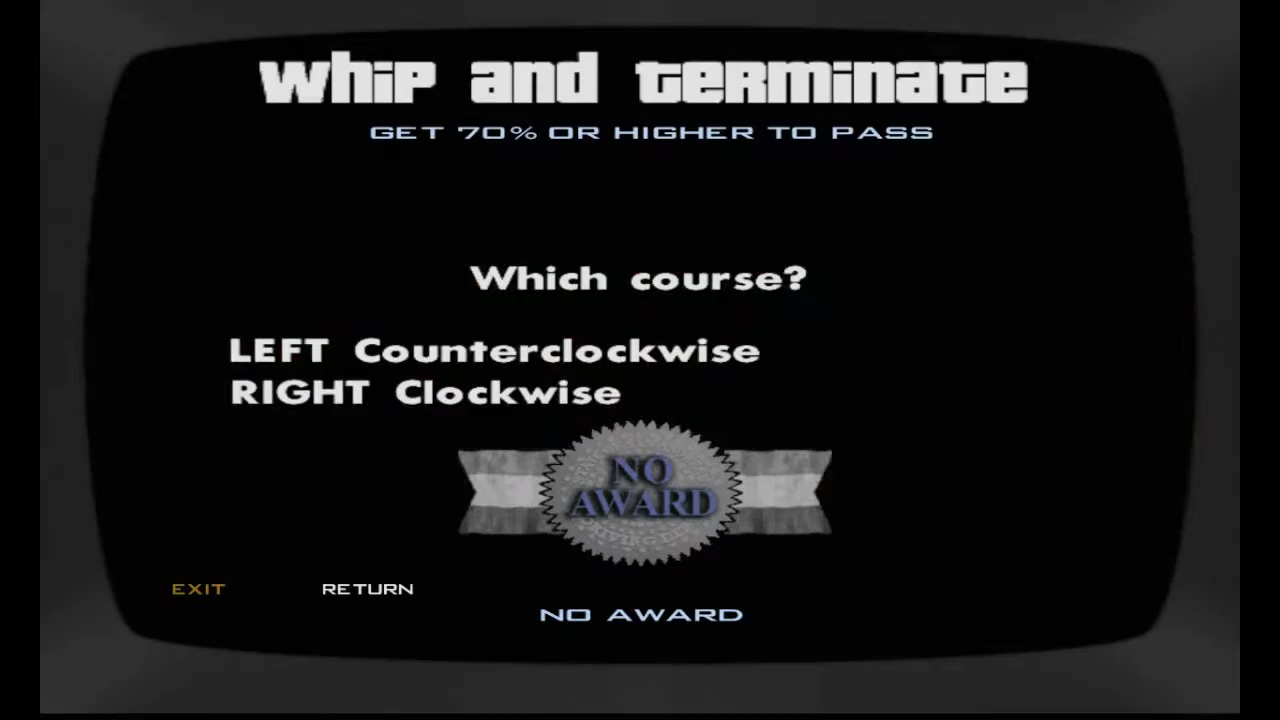 Whip and Terminate
GET 70% OR HIGHER TO PASS
Which course?
LEFT Counterclockwise
RIGHT Clockwise
NO
AWARD
EXIT RETURN
NO AWARD